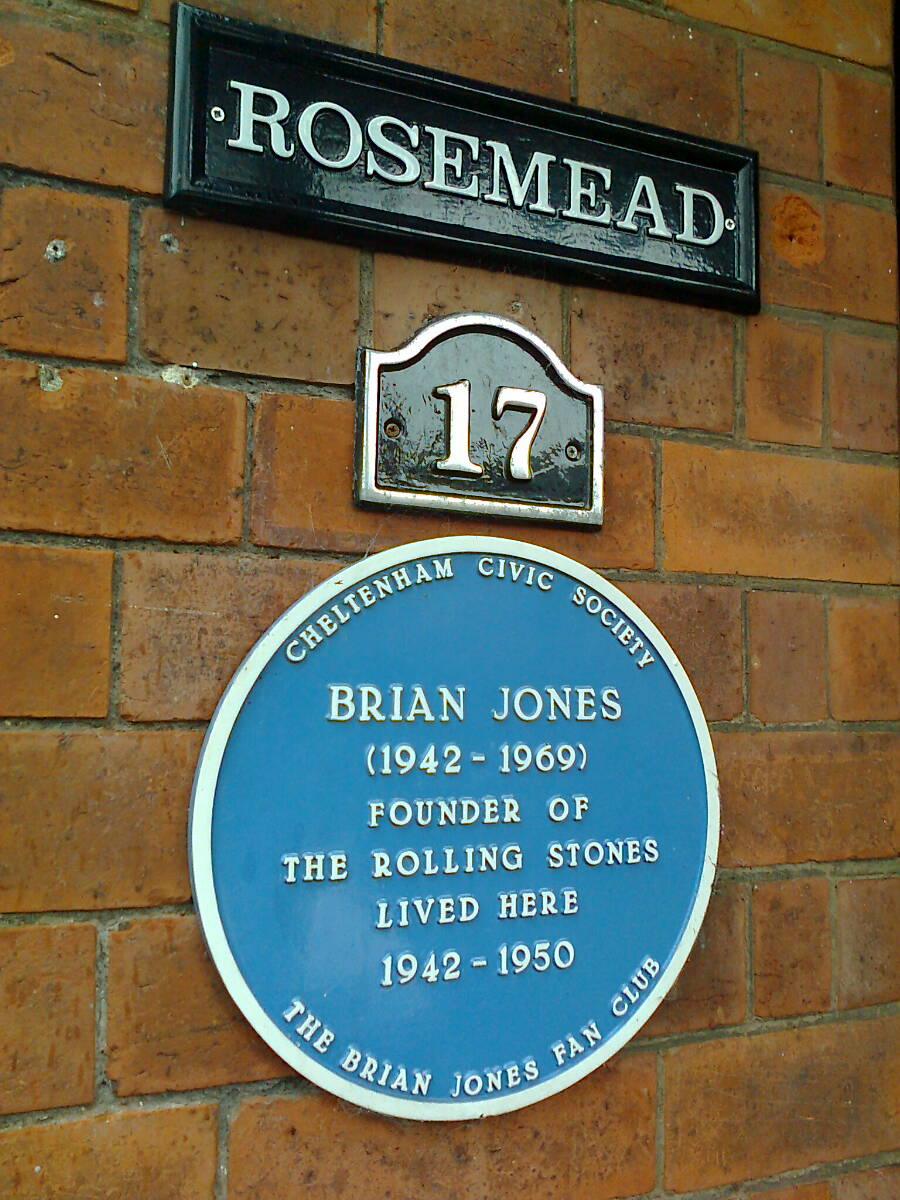 ROSEMEAD
17
CHELTENHAM CIVIC SOCIETY
BRIAN JONES
(1942 - 1969)
FOUNDER OF
THE ROLLING STONES
LIVED HERE
1942 - 1950
THE BRIAN JONES FAN CLUB